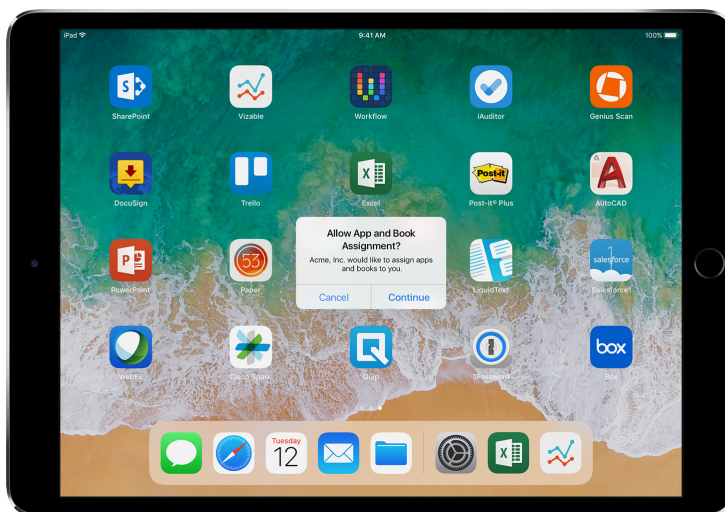 iPad
9:41 AM
100%
S
SharePoint
Vizable
Workflow
iAuditor
Genius Scan
DocuSign
Trello
X
Excel
Post-it
Post-it® Plus
A
A
AutoCAD
P
PowerPoint
53
Paper
Allow App and Book
Assignment?
Acme, Inc. would like to assign apps
and books to you.
Cancel
Continue
LiquidText
1
salesforce
Salesforce1
WebEx
Cisco Spark
Quip
1Password
box
Box
Tuesday
12
X